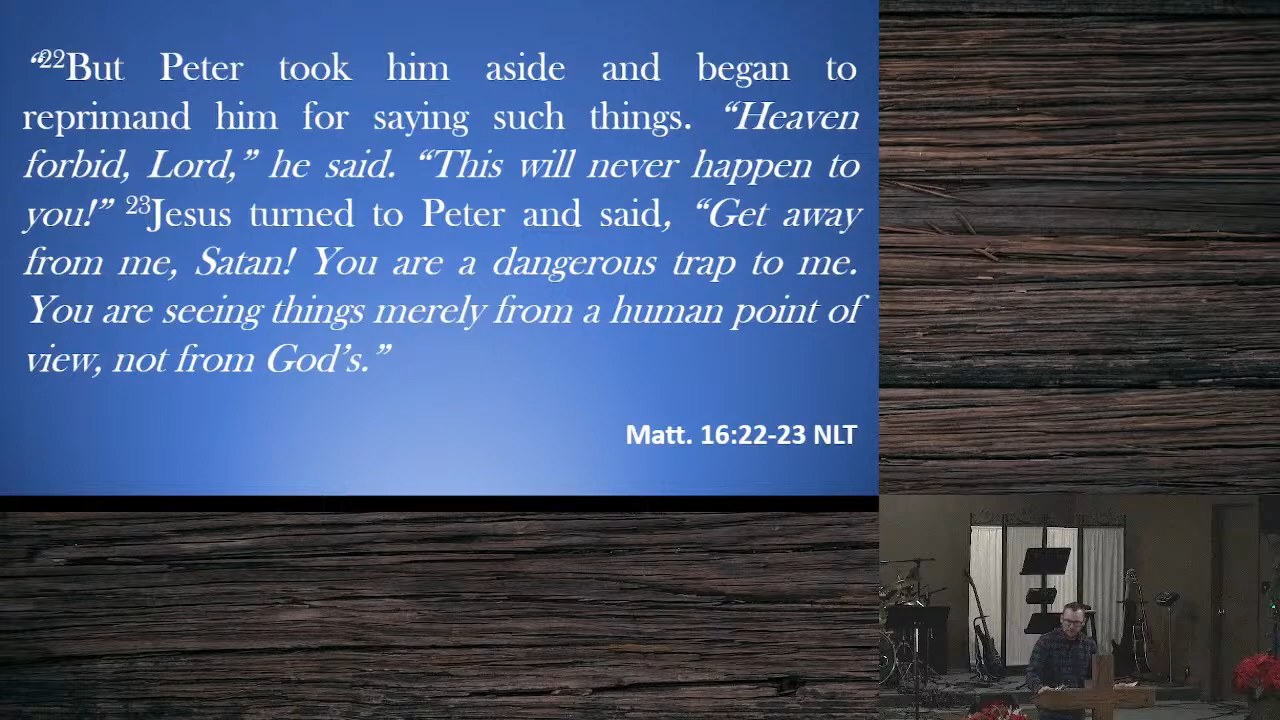 “22But Peter took him aside and began to
reprimand him for saying such things. “Heaven
forbid, Lord,” he said. “This will never happen to
you!” 23Jesus turned to Peter and said, “Get away
from me, Satan! You are a dangerous trap to me.
You are seeing things merely from a human point of
view, not from God’s.”
Matt. 16:22-23 NLT